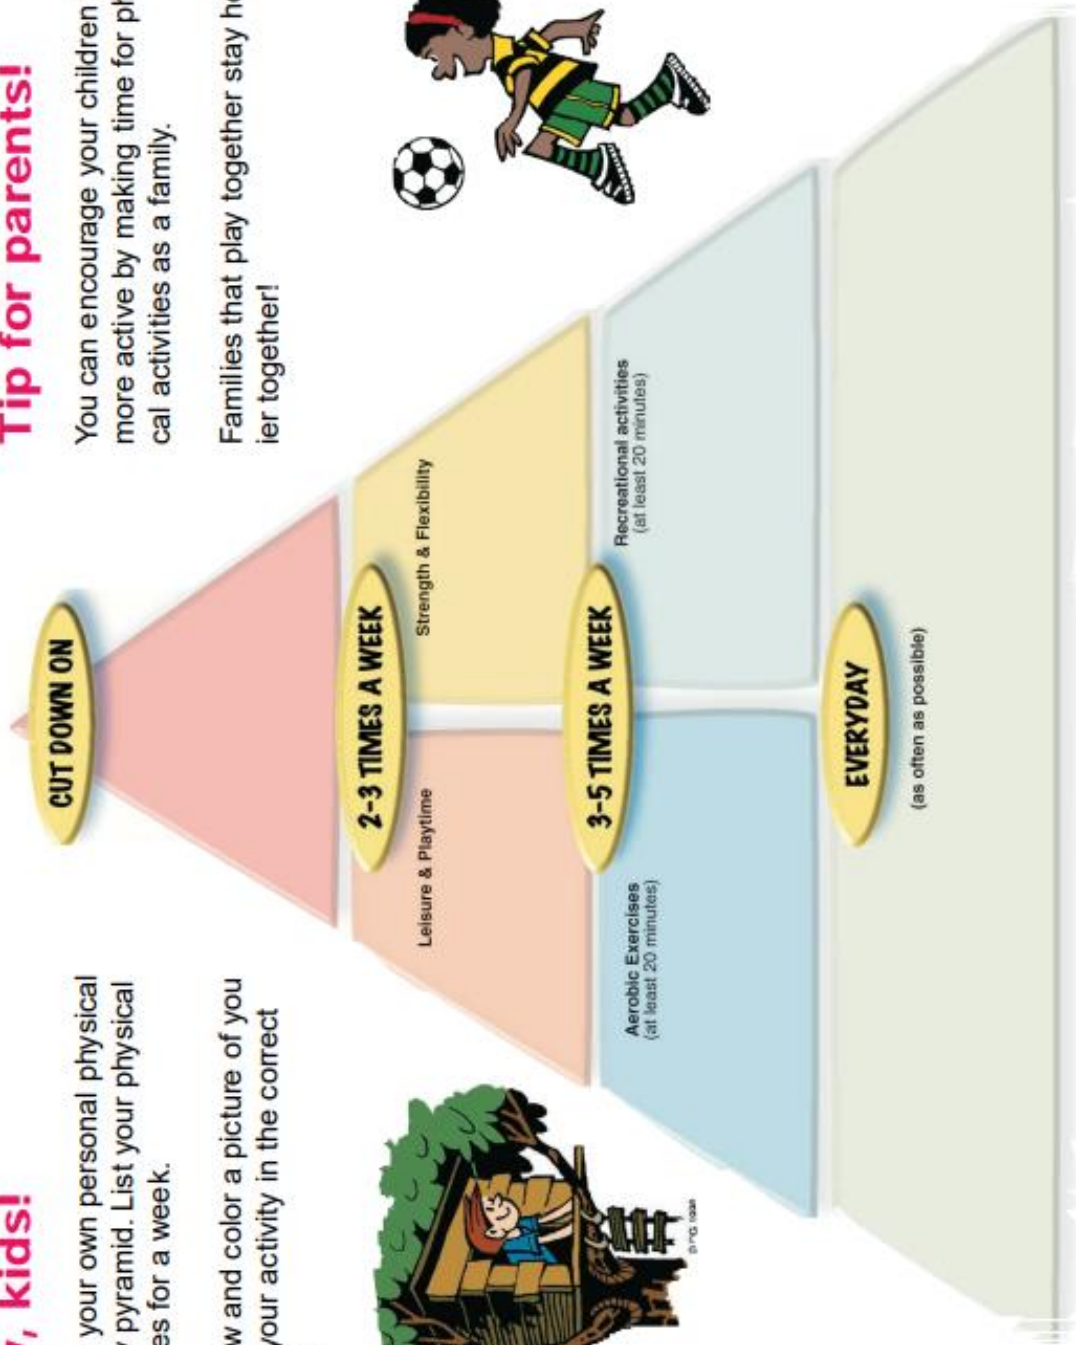 , kids!
your own personal physical
pyramid. List your physical
es for a week.
w and color a picture of you
your activity in the correct
Tip for parents!
You can encourage your children
more active by making time for ph
cal activities as a family.
Families that play together stay he
ier together!
CUT DOWN ON
2-3 TIMES A WEEK
Leisure & Playtime
Strength & Flexibility
3-5 TIMES A WEEK
Aerobic Exercises
(at least 20 minutes)
Recreational activities
(at least 20 minutes)
EVERYDAY
(as often as possible)